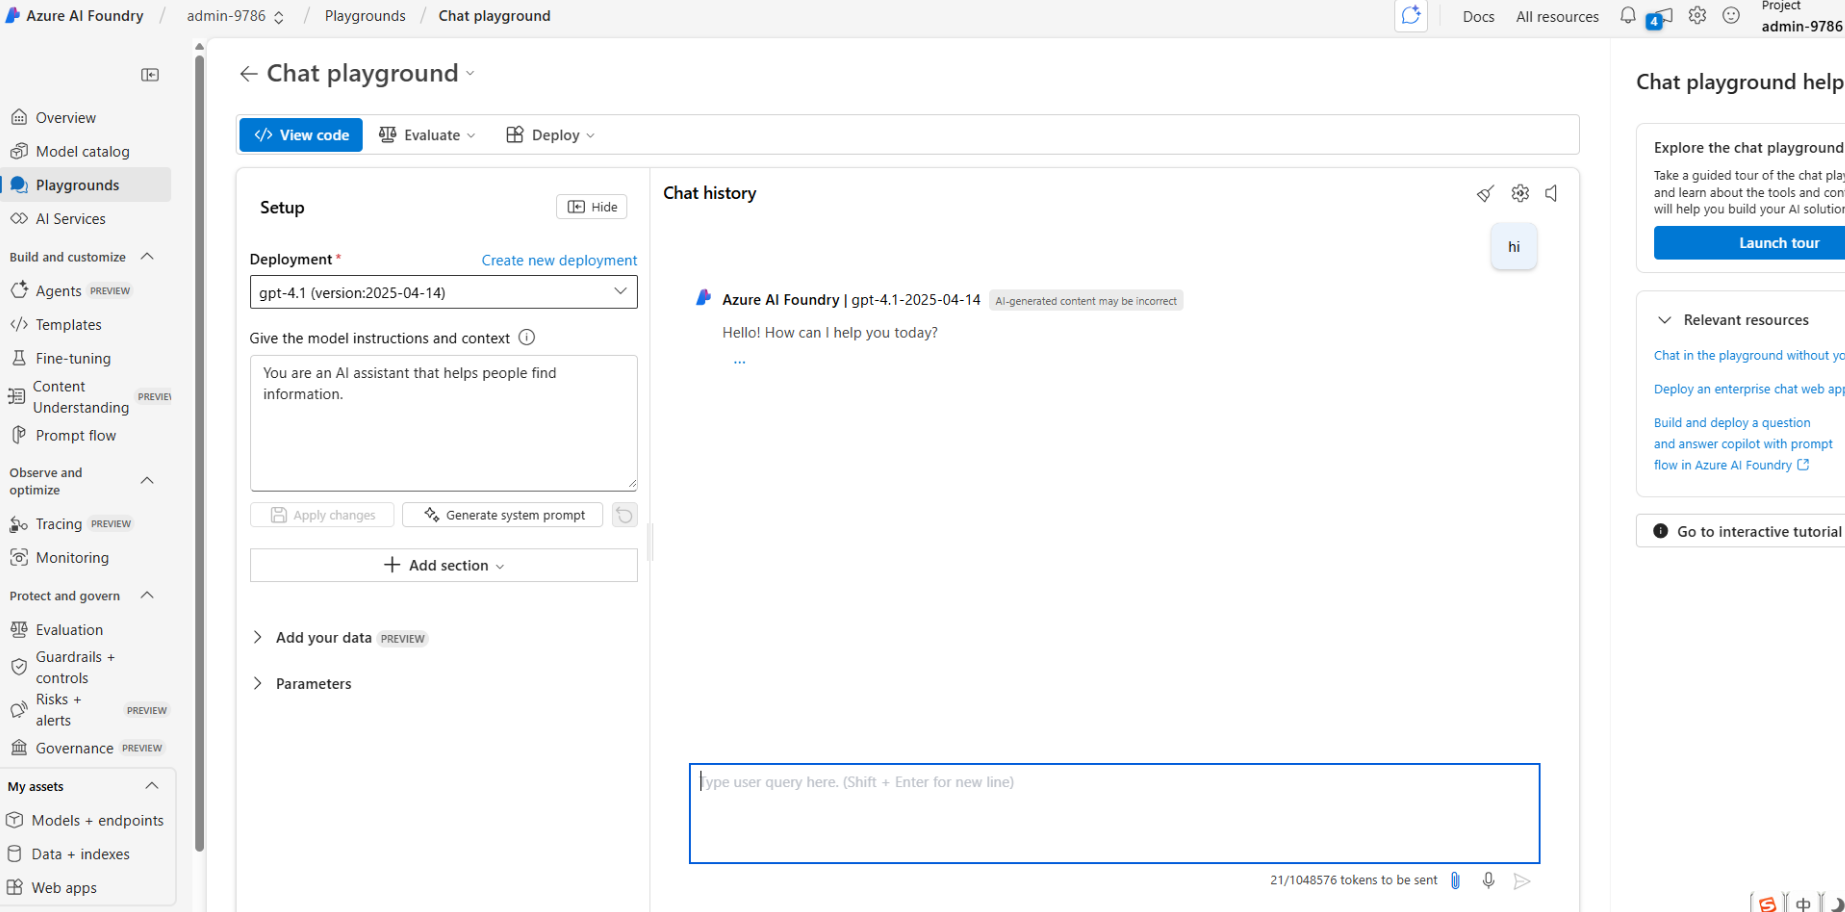 Azure AI Foundry / admin-9786 / Playgrounds / Chat playground
Docs
All resources
4
Project
admin-9786
Overview
Model catalog
Playgrounds
AI Services
Build and customize
Agents PREVIEW
Templates
Fine-tuning
Content
Understanding
PREVIEW
Prompt flow
Observe and
optimize
Tracing PREVIEW
Monitoring
Protect and govern
Evaluation
Guardrails +
controls
Risks +
alerts
PREVIEW
Governance PREVIEW
My assets
Models + endpoints
Data + indexes
Web apps
Chat playground
View code
Evaluate
Deploy
Setup
Hide
Deployment *
Create new deployment
gpt-4.1 (version:2025-04-14)
Give the model instructions and context
You are an AI assistant that helps people find
information.
Apply changes
Generate system prompt
Add section
Add your data PREVIEW
Parameters
Chat history
hi
Azure AI Foundry | gpt-4.1-2025-04-14 AI-generated content may be incorrect
Hello! How can I help you today?
...
Type user query here. (Shift + Enter for new line)
21/1048576 tokens to be sent
Chat playground help
Explore the chat playground
Take a guided tour of the chat pla
and learn about the tools and con
will help you build your AI solution
Launch tour
Relevant resources
Chat in the playground without yo
Deploy an enterprise chat web app
Build and deploy a question
and answer copilot with prompt
flow in Azure AI Foundry
Go to interactive tutorial
S 中